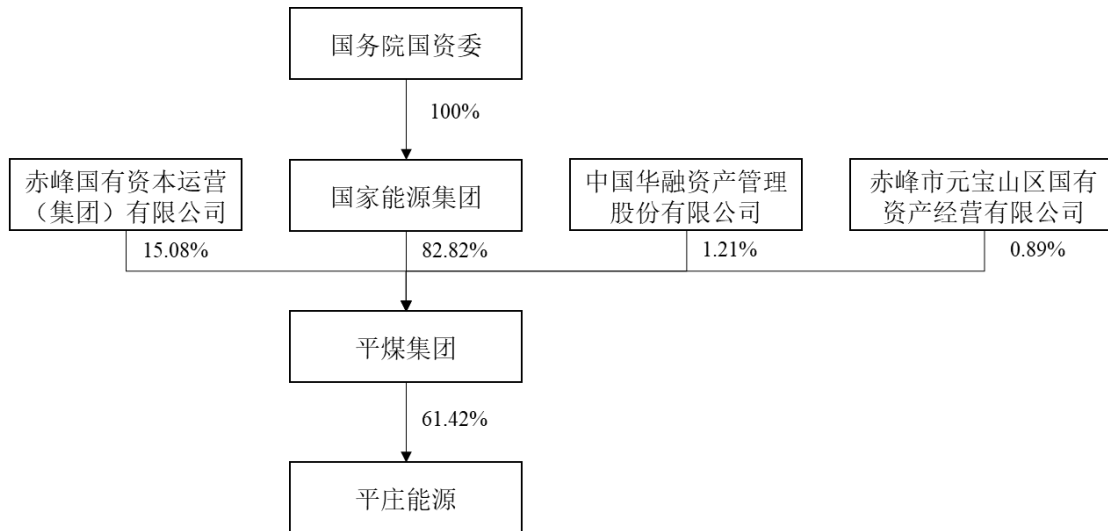 国务院国资委
100%
赤峰国有资本运营
（集团）有限公司
国家能源集团
中国华融资产管理
股份有限公司
赤峰市元宝山区国有
资产经营有限公司
15.08%
82.82%
1.21%
0.89%
平煤集团
61.42%
平庄能源